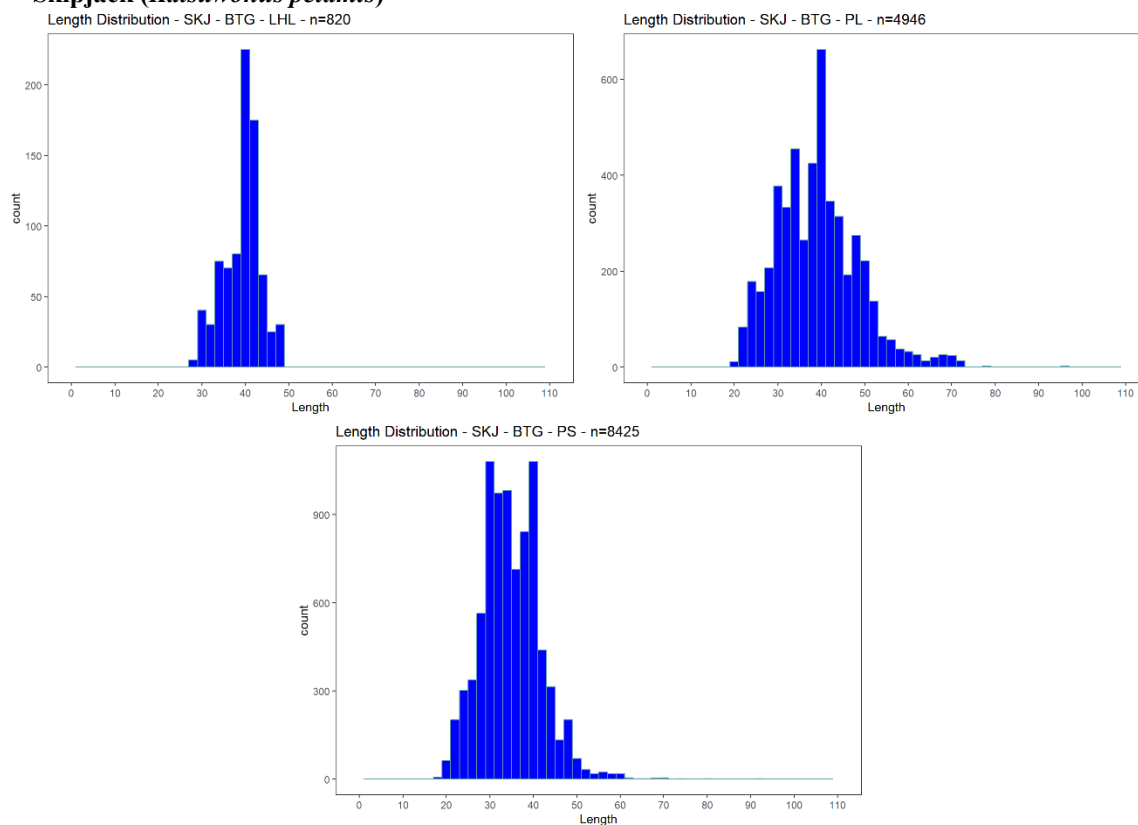 Skipjack (Katsuwonus pelamis)
Length Distribution - SKJ - BTG - LHL - n=820
200
150
100
50
0
count
0 10 20 30 40 50 60 70 80 90 100 110
Length
Length Distribution - SKJ - BTG - PL - n=4946
600
400
200
0
count
0 10 20 30 40 50 60 70 80 90 100 110
Length
Length Distribution - SKJ - BTG - PS - n=8425
900
600
300
0
count
0 10 20 30 40 50 60 70 80 90 100 110
Length